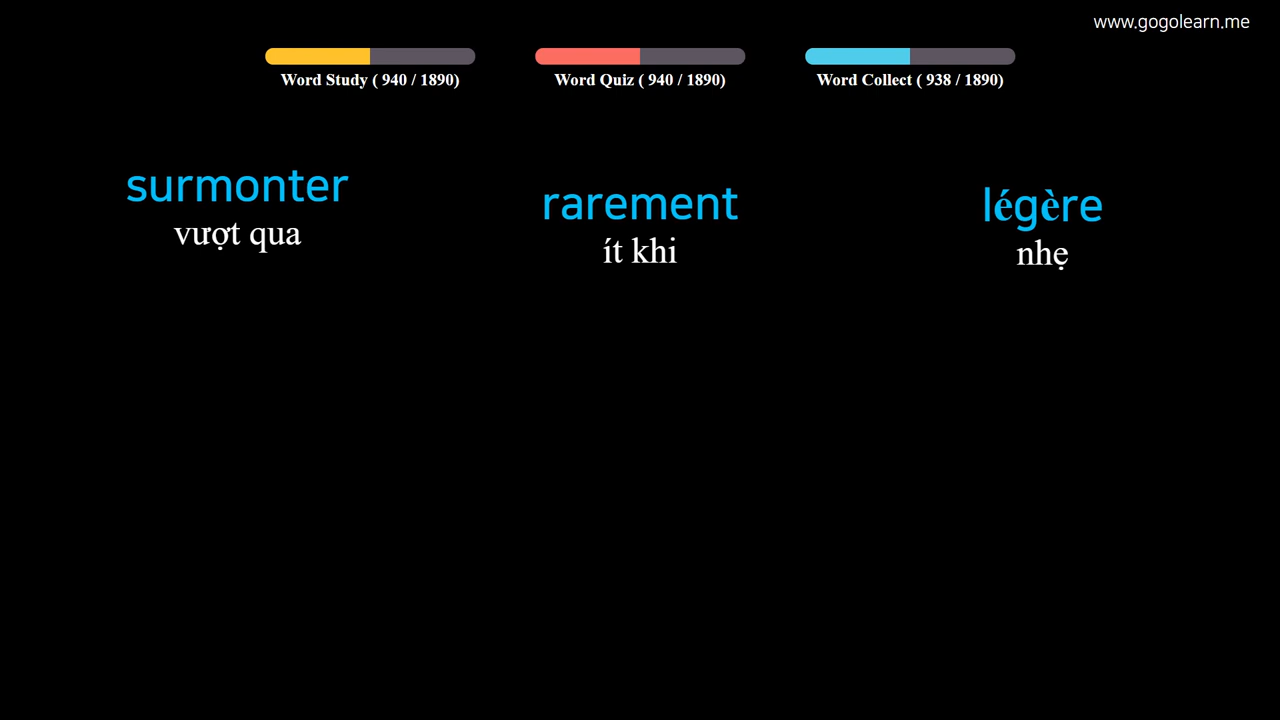 www.gogolearn.me
Word Study ( 940 / 1890)
Word Quiz ( 940 / 1890)
Word Collect ( 938 / 1890)
surmonter
vượt qua
rarement
ít khi
légère
nhẹ